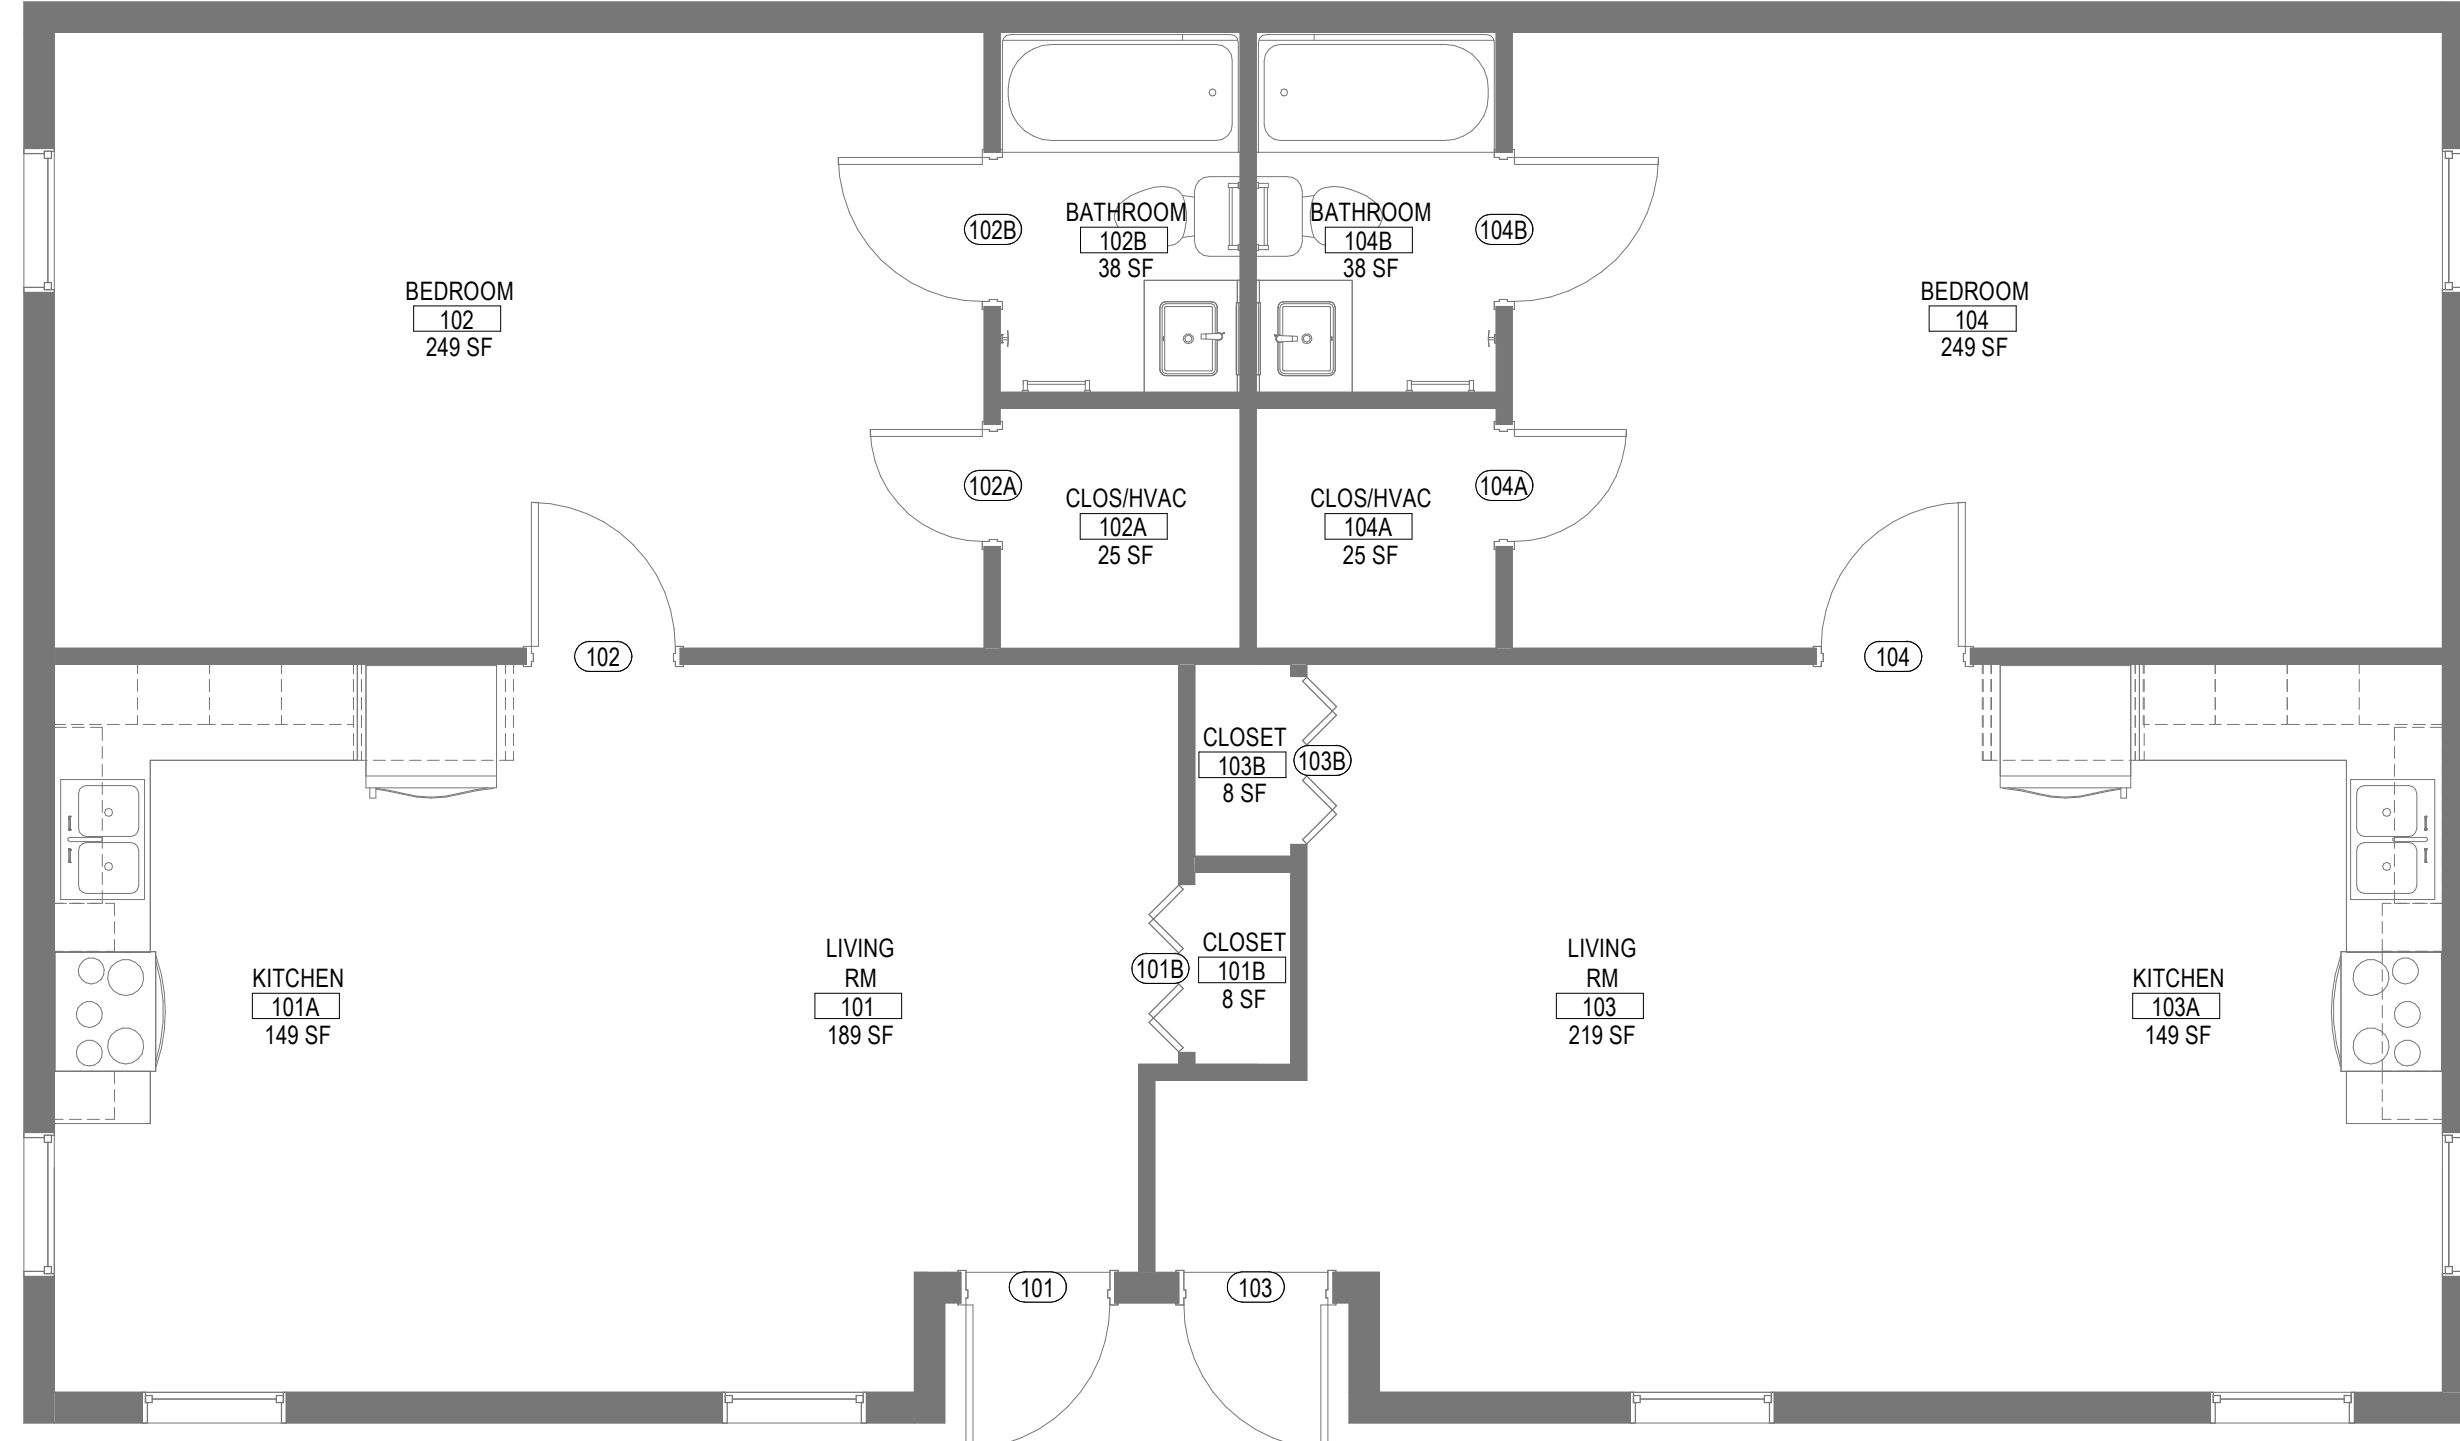 BATHROOM
102B
38 SF
BATHROOM
104B
38 SF
102B
104B
BEDROOM
102
249 SF
BEDROOM
104
249 SF
102A
CLOS/HVAC
102A
25 SF
CLOS/HVAC
104A
25 SF
104A
102
104
CLOSET
103B
8 SF
103B
KITCHEN
101A
149 SF
LIVING
RM
101
189 SF
101B
CLOSET
101B
8 SF
LIVING
RM
103
219 SF
KITCHEN
103A
149 SF
101
103